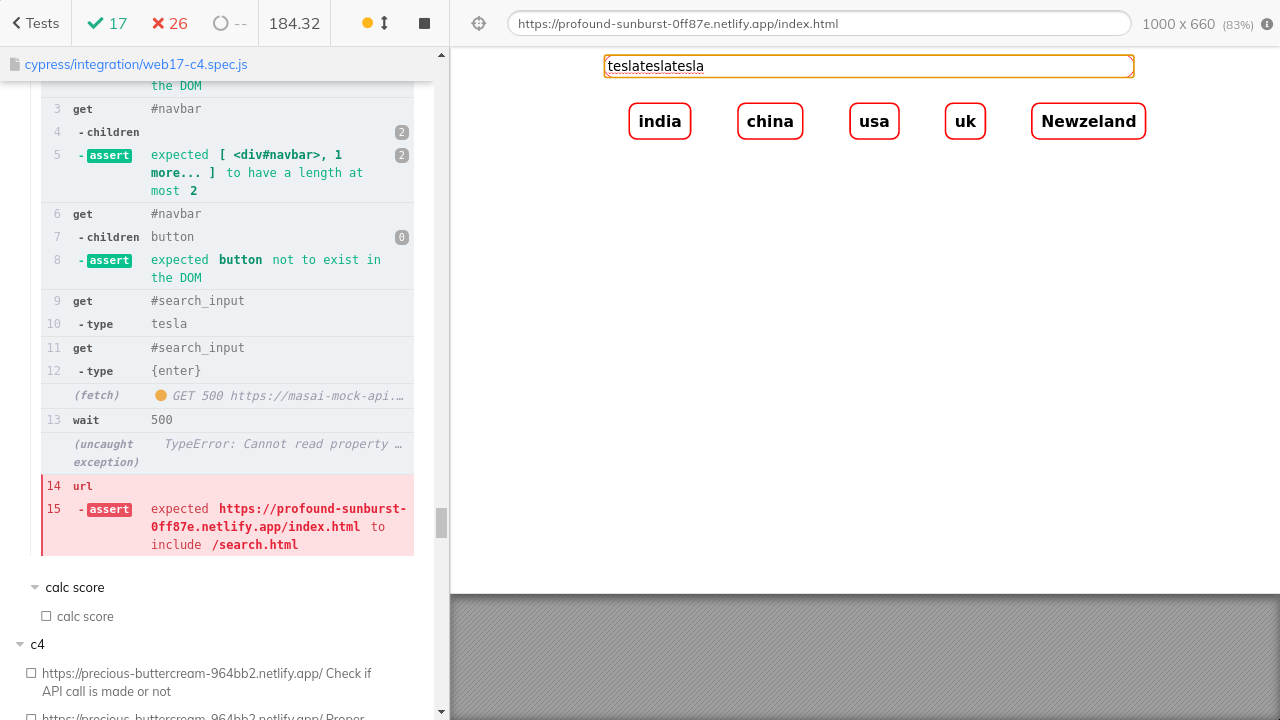 Tests 17 26 -- 184.32
https://profound-sunburst-0ff87e.netlify.app/index.html 1000 x 660 (83%)
cypress/integration/web17-c4.spec.js
the DOM
3 get #navbar
4 -children 2
5 -assert expected [ <div#navbar>, 1 2
more... ] to have a length at
most 2
6 get #navbar
7 -children button 0
8 -assert expected button not to exist in
the DOM
9 get #search_input
10 -type tesla
11 get #search_input
12 -type {enter}
(fetch) GET 500 https://masai-mock-api.…
13 wait 500
(uncaught TypeError: Cannot read property …
exception)
14 url
15 -assert expected https://profound-sunburst-
0ff87e.netlify.app/index.html to
include /search.html
calc score
calc score
c4
https://precious-buttercream-964bb2.netlify.app/ Check if
API call is made or not
https://precious-buttercream-964bb2.netlify.app/ Proper
teslateslatesla
india china usa uk Newzeland